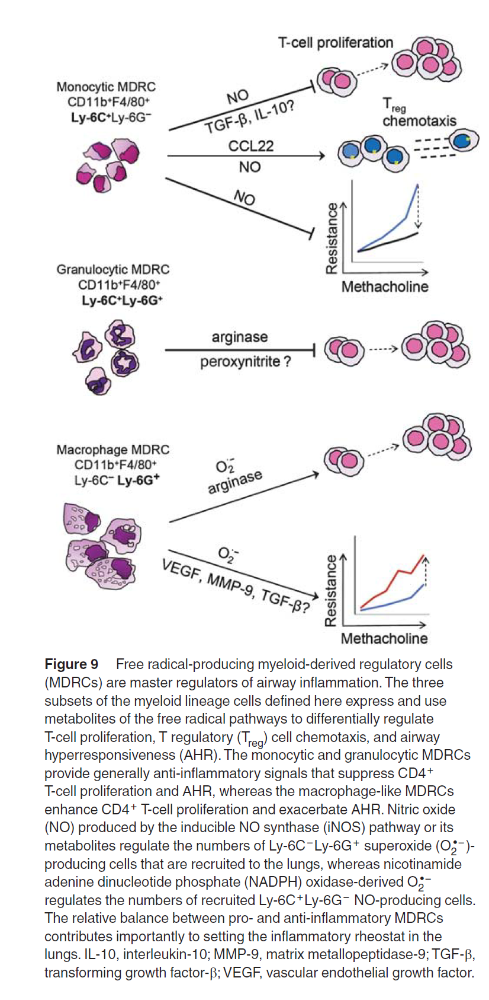 T-cell proliferation
Monocytic MDRC
CD11b⁺F4/80⁺
Ly-6C⁺Ly-6G⁻
NO
TGF-β, IL-10?
Treg
chemotaxis
CCL22
NO
NO
Resistance
Methacholine
Granulocytic MDRC
CD11b⁺F4/80⁺
Ly-6C⁺Ly-6G⁺
arginase
peroxynitrite ?
Macrophage MDRC
CD11b⁺F4/80⁺
Ly-6C⁻ Ly-6G⁺
O₂˙⁻
arginase
O₂˙⁻
VEGF, MMP-9, TGF-β?
Resistance
Methacholine
Figure 9 Free radical-producing myeloid-derived regulatory cells
(MDRCs) are master regulators of airway inflammation. The three
subsets of the myeloid lineage cells defined here express and use
metabolites of the free radical pathways to differentially regulate
T-cell proliferation, T regulatory (Treg) cell chemotaxis, and airway
hyperresponsiveness (AHR). The monocytic and granulocytic MDRCs
provide generally anti-inflammatory signals that suppress CD4⁺
T-cell proliferation and AHR, whereas the macrophage-like MDRCs
enhance CD4⁺ T-cell proliferation and exacerbate AHR. Nitric oxide
(NO) produced by the inducible NO synthase (iNOS) pathway or its
metabolites regulate the numbers of Ly-6C⁻Ly-6G⁺ superoxide (O₂•⁻)-
producing cells that are recruited to the lungs, whereas nicotinamide
adenine dinucleotide phosphate (NADPH) oxidase-derived O₂•⁻
regulates the numbers of recruited Ly-6C⁺Ly-6G⁻ NO-producing cells.
The relative balance between pro- and anti-inflammatory MDRCs
contributes importantly to setting the inflammatory rheostat in the
lungs. IL-10, interleukin-10; MMP-9, matrix metallopeptidase-9; TGF-β,
transforming growth factor-β; VEGF, vascular endothelial growth factor.